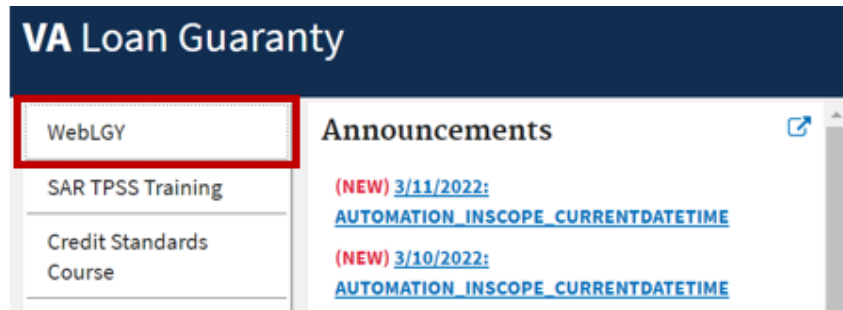 VA Loan Guaranty
WebLGY
SAR TPSS Training
Credit Standards
Course
Announcements
(NEW) 3/11/2022:
AUTOMATION_INSCOPE_CURRENTDATETIME
(NEW) 3/10/2022:
AUTOMATION_INSCOPE_CURRENTDATETIME